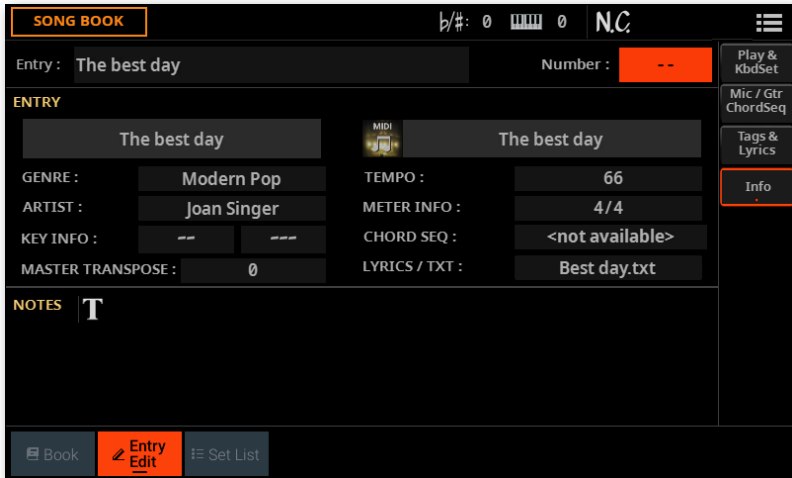 SONG BOOK
♭/#: 0 0 N.C.
Entry : The best day Number : --
Play & KbdSet
Mic / Gtr ChordSeq
Tags & Lyrics
Info
ENTRY
The best day MIDI The best day
GENRE : Modern Pop TEMPO : 66
ARTIST : Joan Singer METER INFO : 4/4
KEY INFO : -- --- CHORD SEQ : <not available>
MASTER TRANSPOSE : 0 LYRICS / TXT : Best day.txt
NOTES T
Book Entry Edit Set List